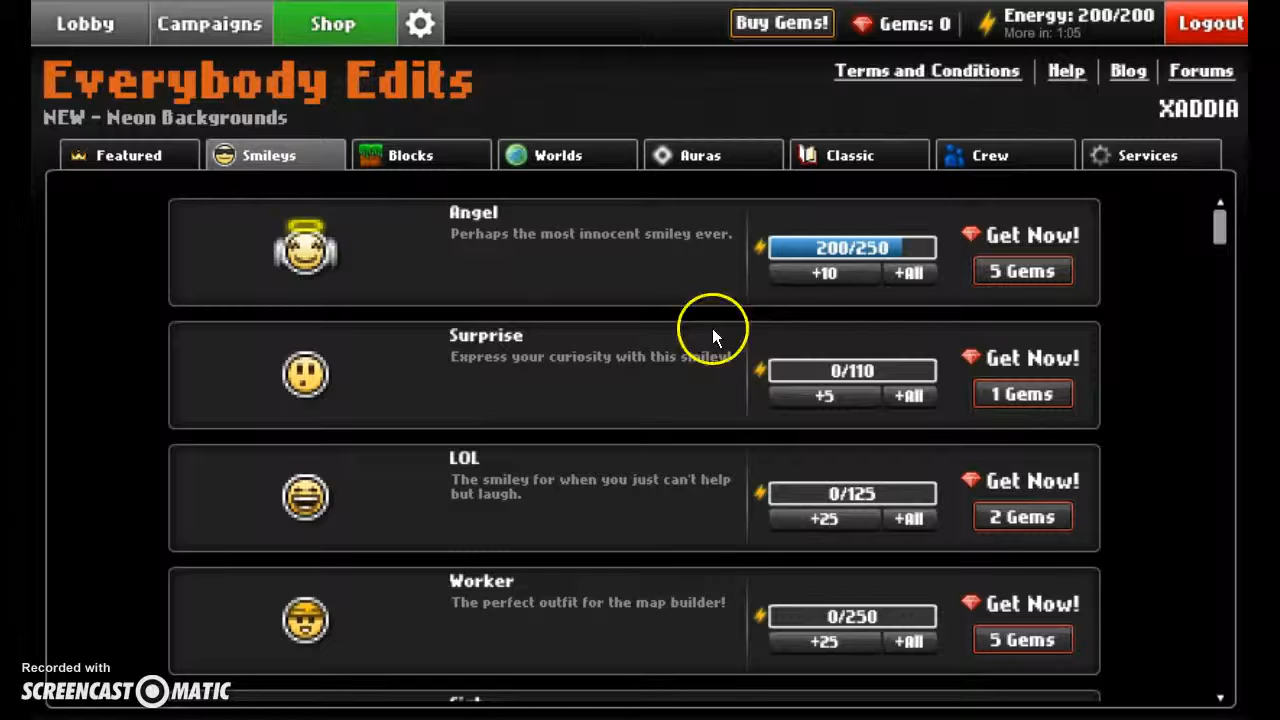 Lobby
Campaigns
Shop
Buy Gems!
Gems: 0
Energy: 200/200
More in: 1:05
Logout
Everybody Edits
NEW - Neon Backgrounds
Terms and Conditions
Help
Blog
Forums
XADDIA
Featured
Smileys
Blocks
Worlds
Auras
Classic
Crew
Services
Angel
Perhaps the most innocent smiley ever.
200/250
+10
+All
Get Now!
5 Gems
Surprise
Express your curiosity with this smiley!
0/110
+5
+All
Get Now!
1 Gems
LOL
The smiley for when you just can't help
but laugh.
0/125
+25
+All
Get Now!
2 Gems
Worker
The perfect outfit for the map builder!
0/250
+25
+All
Get Now!
5 Gems
Recorded with
SCREENCAST MATIC